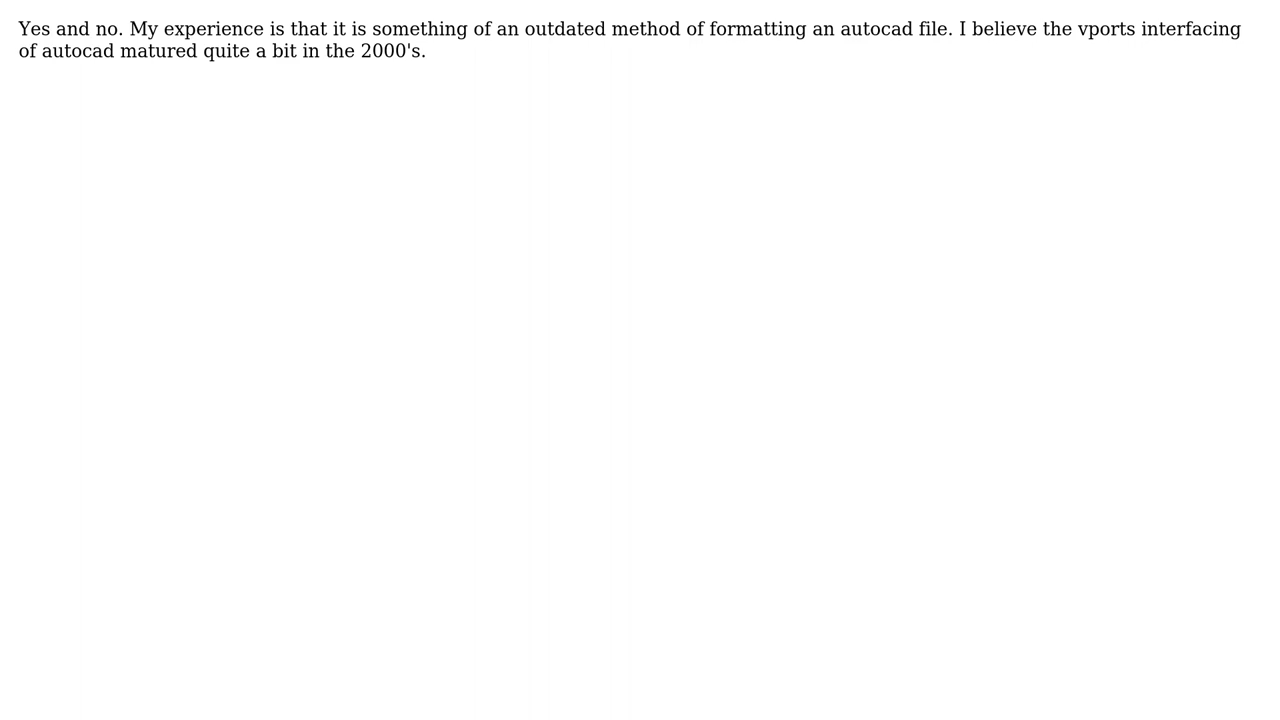 Yes and no. My experience is that it is something of an outdated method of formatting an autocad file. I believe the vports interfacing
of autocad matured quite a bit in the 2000's.